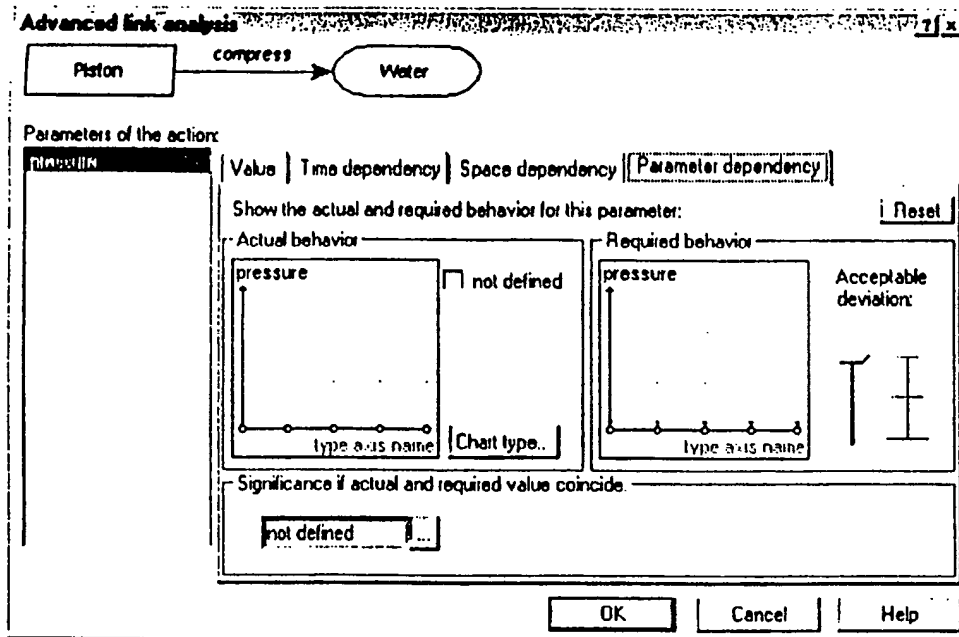 Advanced link analysis
? x
Piston
compress
Water
Parameters of the action:
pressure
Value
Time dependency
Space dependency
Parameter dependency
Show the actual and required behavior for this parameter:
Reset
Actual behavior
pressure
not defined
type axis name
Chart type..
Required behavior
pressure
Acceptable
deviation:
type axis name
Significance if actual and required value coincide:
not defined
...
OK
Cancel
Help